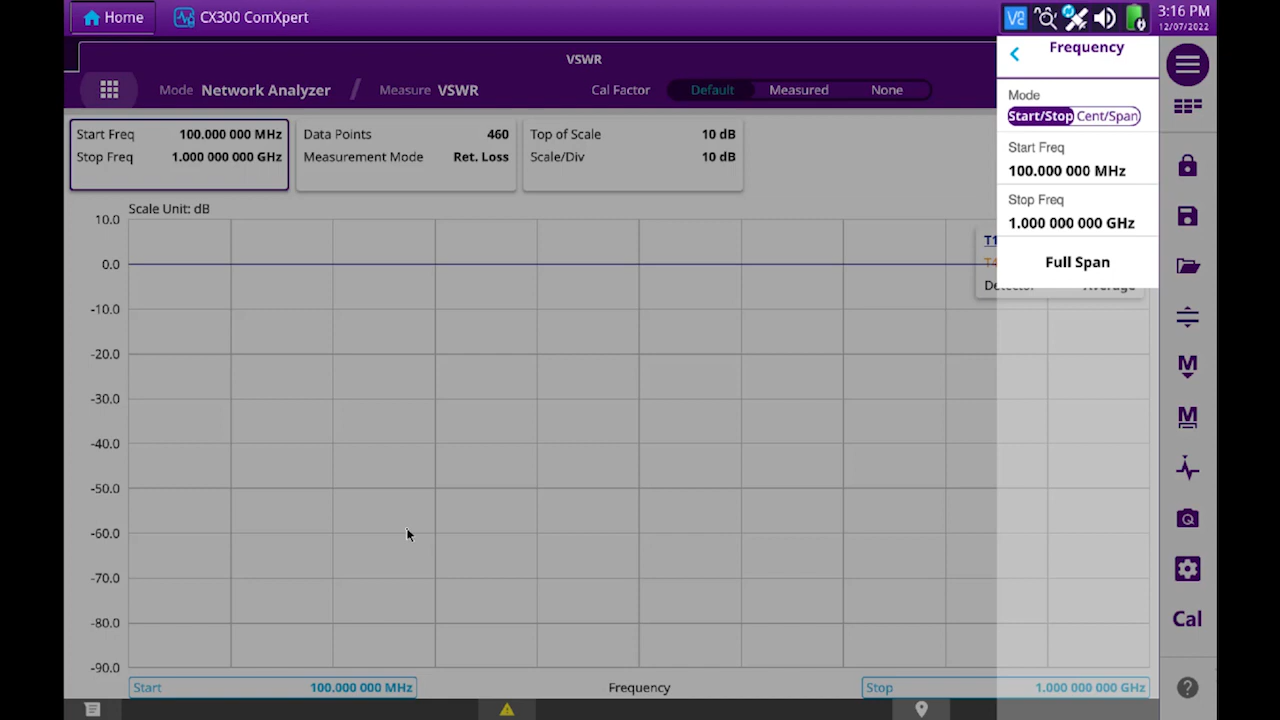 Home
CX300 ComXpert
3:16 PM
12/07/2022
VSWR
Mode Network Analyzer / Measure VSWR
Cal Factor Default Measured None
Start Freq 100.000 000 MHz
Stop Freq 1.000 000 000 GHz
Data Points 460
Measurement Mode Ret. Loss
Top of Scale 10 dB
Scale/Div 10 dB
Frequency
Mode
Start/Stop Cent/Span
Start Freq
100.000 000 MHz
Stop Freq
1.000 000 000 GHz
Full Span
Scale Unit: dB
10.0
0.0
-10.0
-20.0
-30.0
-40.0
-50.0
-60.0
-70.0
-80.0
-90.0
T1
Start 100.000 000 MHz
Frequency
Stop 1.000 000 000 GHz
M
M
Cal